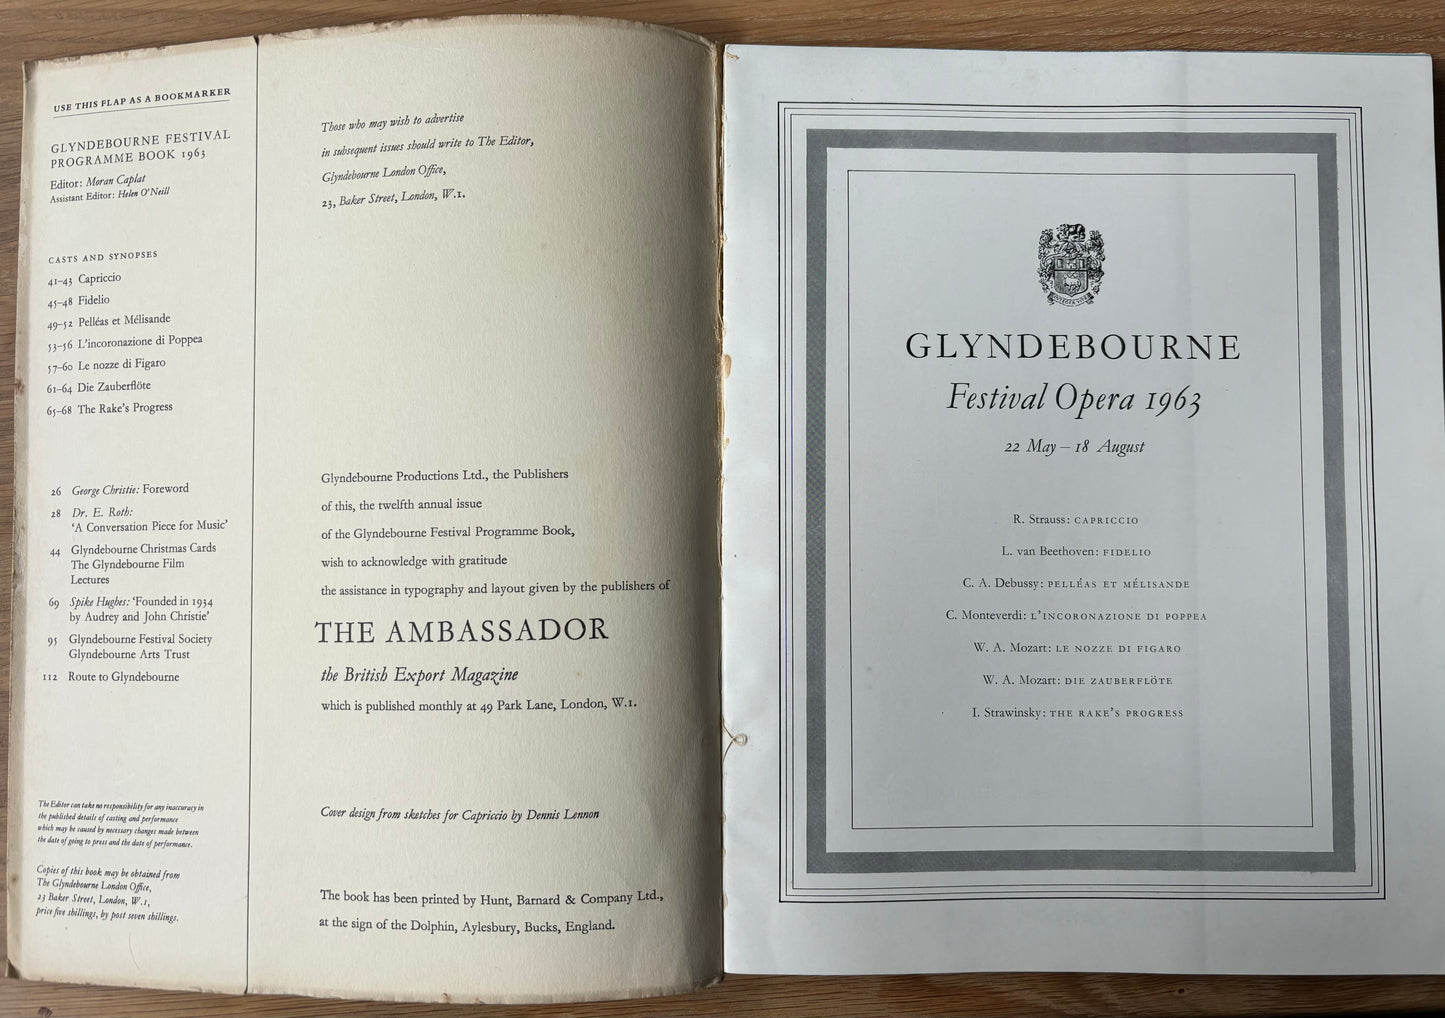 USE THIS FLAP AS A BOOKMARKER
GLYNDEBOURNE FESTIVAL
PROGRAMME BOOK 1963
Editor: Moran Caplat
Assistant Editor: Helen O'Neill
CASTS AND SYNOPSES
41–43 Capriccio
45–48 Fidelio
49–52 Pelléas et Mélisande
53–56 L'incoronazione di Poppea
57–60 Le nozze di Figaro
61–64 Die Zauberflöte
65–68 The Rake's Progress
26 George Christie: Foreword
28 Dr. E. Roth:
'A Conversation Piece for Music'
44 Glyndebourne Christmas Cards
The Glyndebourne Film
Lectures
69 Spike Hughes: 'Founded in 1934
by Audrey and John Christie'
95 Glyndebourne Festival Society
Glyndebourne Arts Trust
112 Route to Glyndebourne
The Editor can take no responsibility for any inaccuracy in
the published details of casting and performance
which may be caused by necessary changes made between
the date of going to press and the date of performance.
Copies of this book may be obtained from
The Glyndebourne London Office,
23 Baker Street, London, W.1,
price five shillings, by post seven shillings.
Those who may wish to advertise
in subsequent issues should write to The Editor,
Glyndebourne London Office,
23, Baker Street, London, W.1.
Glyndebourne Productions Ltd., the Publishers
of this, the twelfth annual issue
of the Glyndebourne Festival Programme Book,
wish to acknowledge with gratitude
the assistance in typography and layout given by the publishers of
THE AMBASSADOR
the British Export Magazine
which is published monthly at 49 Park Lane, London, W.1.
Cover design from sketches for Capriccio by Dennis Lennon
The book has been printed by Hunt, Barnard & Company Ltd.,
at the sign of the Dolphin, Aylesbury, Bucks, England.
GLYNDEBOURNE
Festival Opera 1963
22 May – 18 August
R. Strauss: CAPRICCIO
L. van Beethoven: FIDELIO
C. A. Debussy: PELLÉAS ET MÉLISANDE
C. Monteverdi: L'INCORONAZIONE DI POPPEA
W. A. Mozart: LE NOZZE DI FIGARO
W. A. Mozart: DIE ZAUBERFLÖTE
I. Strawinsky: THE RAKE'S PROGRESS